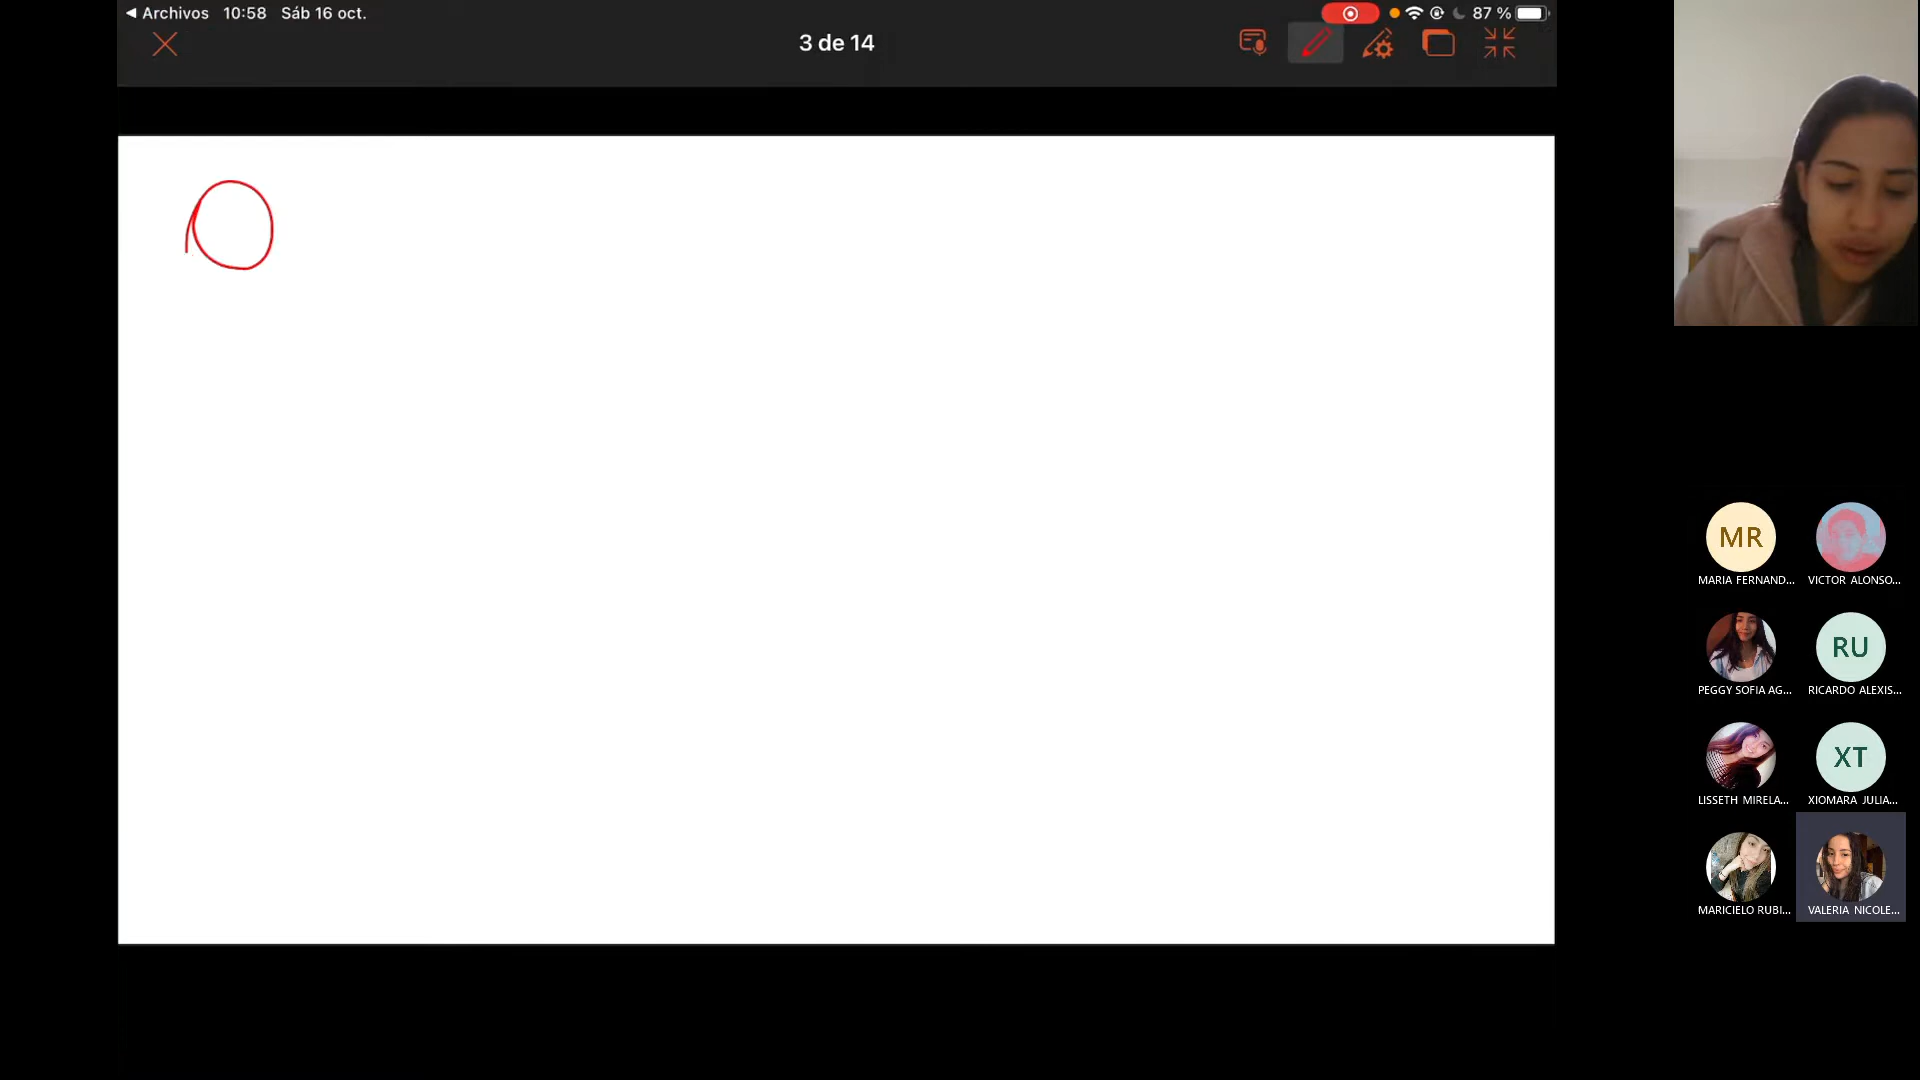 ◄ Archivos 10:58 Sáb 16 oct.
87 %
3 de 14
MR
MARIA FERNAND...
VICTOR ALONSO...
PEGGY SOFIA AG...
RU
RICARDO ALEXIS...
LISSETH MIRELA...
XT
XIOMARA JULIA...
MARICIELO RUBI...
VALERIA NICOLE...